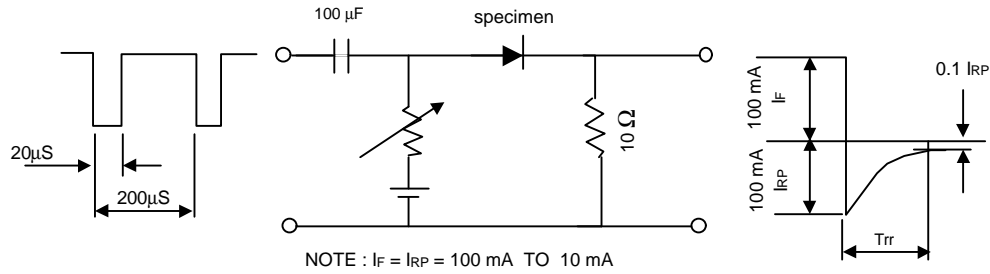 100 µF
specimen
20µS
200µS
10 Ω
100 mA
IF
100 mA
IRP
0.1 IRP
Trr
NOTE : IF = IRP = 100 mA TO 10 mA